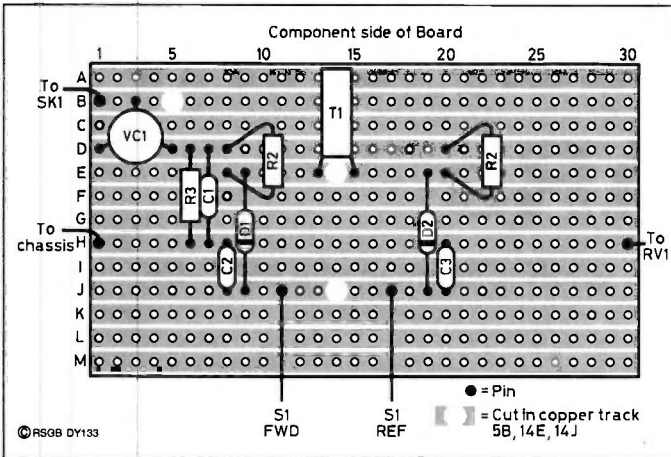 Component side of Board
1 5 10 15 20 25 30
A
To
SK1
B
C
VC1
T1
D
R2
R2
E
R3
C1
F
G
D1
D2
To
chassis
H
To
RV1
C2
C3
I
J
K
L
M
● = Pin
S1
FWD
S1
REF
= Cut in copper track
5B, 14E, 14J
©RSGB DY133